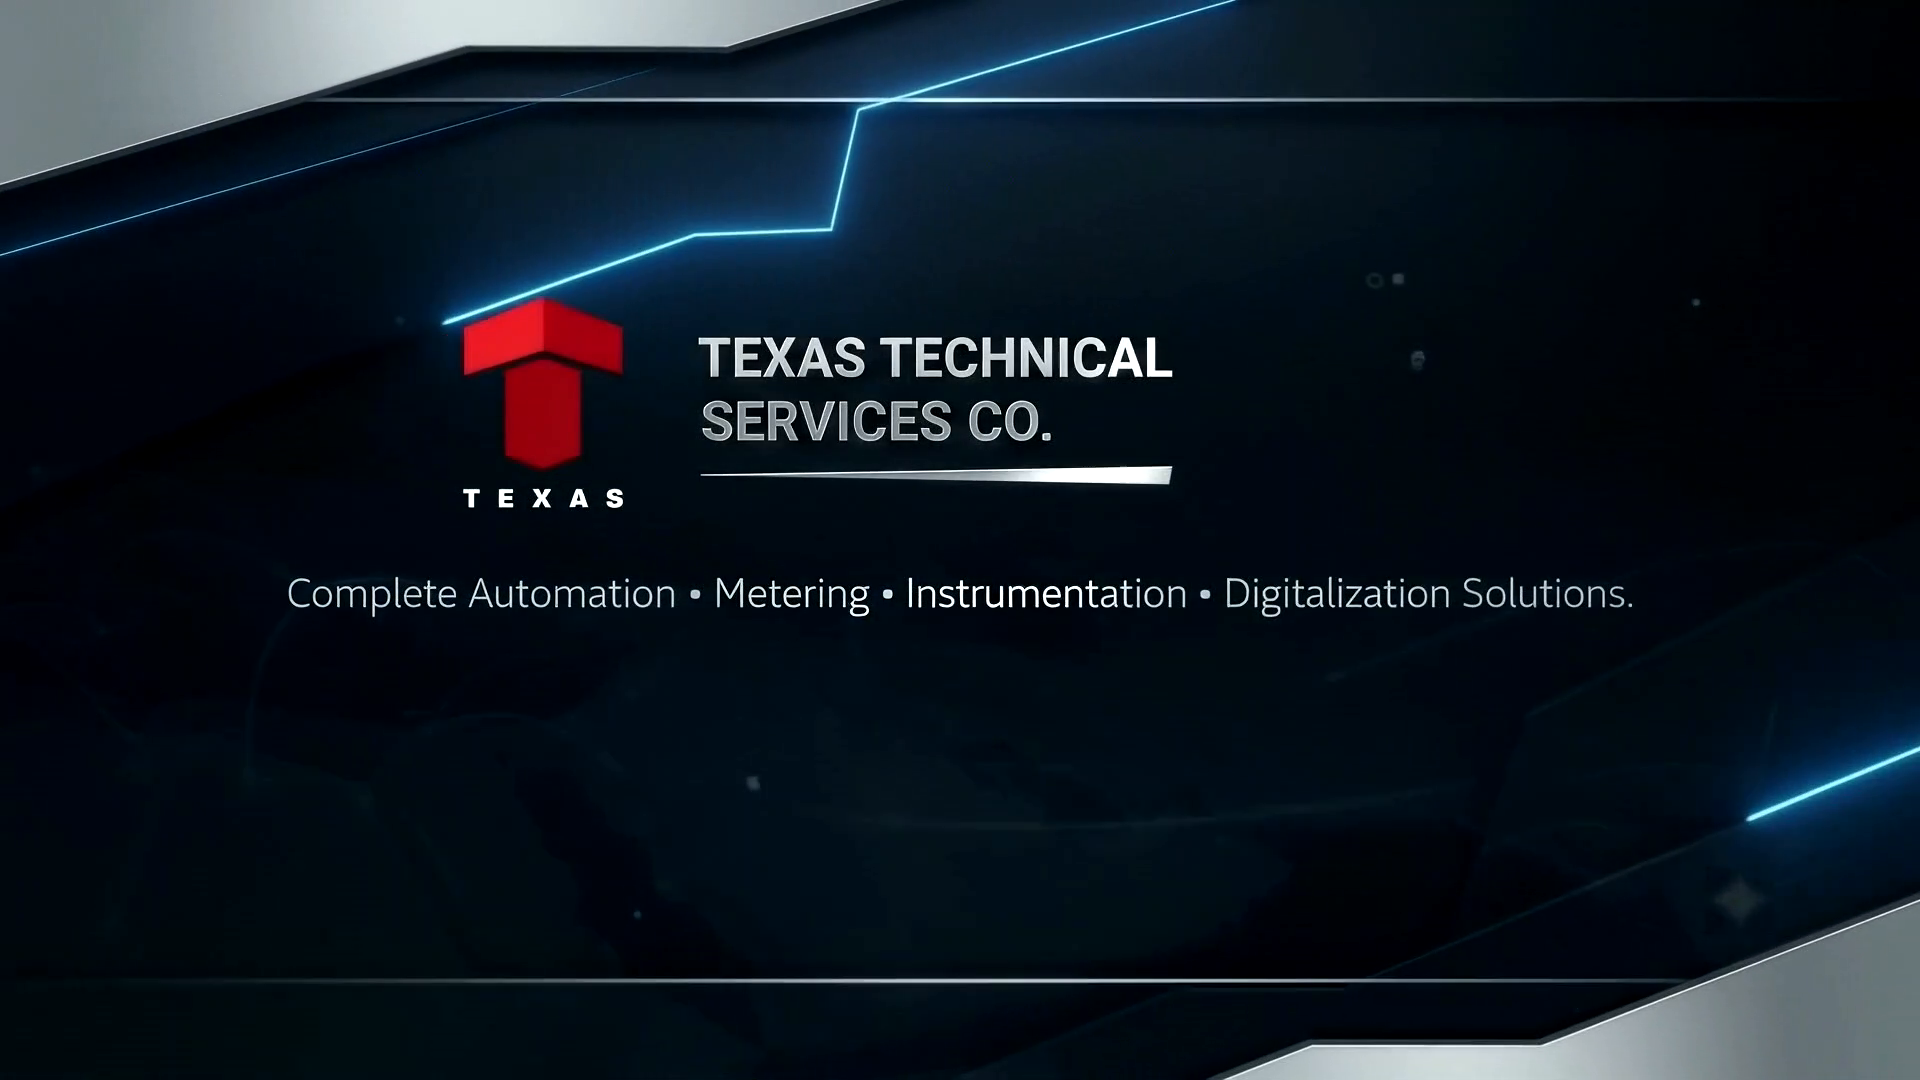 TEXAS
TEXAS TECHNICAL
SERVICES CO.
Complete Automation • Metering • Instrumentation • Digitalization Solutions.